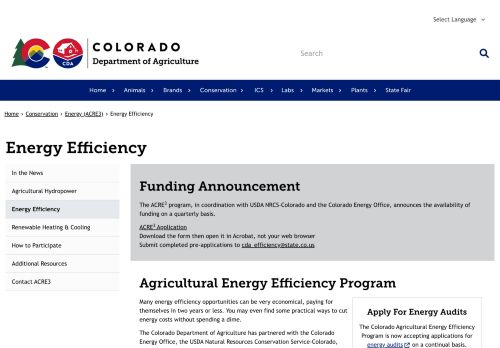 Select Language
COLORADO
Department of Agriculture
CDA
Search
Home Animals Brands Conservation ICS Labs Markets Plants State Fair
Home › Conservation › Energy (ACRE3) › Energy Efficiency
Energy Efficiency
In the News
Agricultural Hydropower
Energy Efficiency
Renewable Heating & Cooling
How to Participate
Additional Resources
Contact ACRE3
Funding Announcement
The ACRE³ program, in coordination with USDA NRCS-Colorado and the Colorado Energy Office, announces the availability of
funding on a quarterly basis.
ACRE³ Application
Download the form then open it in Acrobat, not your web browser
Submit completed pre-applications to cda_efficiency@state.co.us
Agricultural Energy Efficiency Program
Many energy efficiency opportunities can be very economical, paying for
themselves in two years or less. You may even find some practical ways to cut
energy costs without spending a dime.
The Colorado Department of Agriculture has partnered with the Colorado
Energy Office, the USDA Natural Resources Conservation Service-Colorado,
Apply For Energy Audits
The Colorado Agricultural Energy Efficiency
Program is now accepting applications for
energy audits on a continual basis.